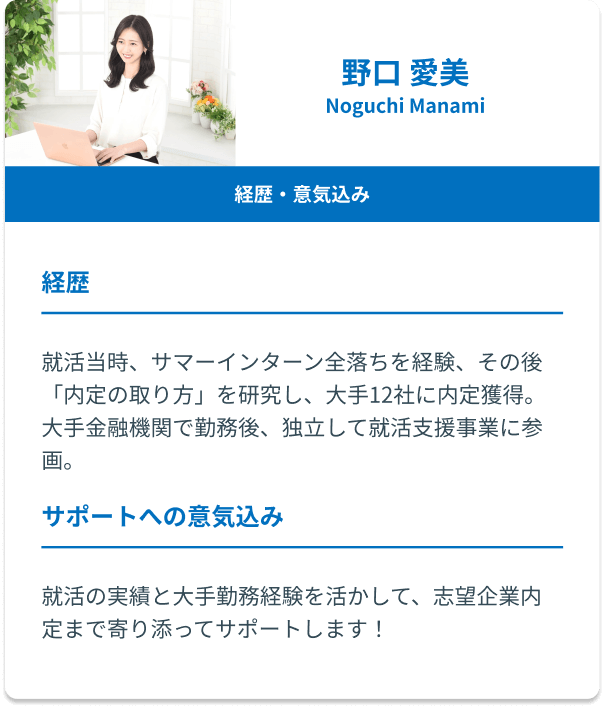 野口 愛美
Noguchi Manami
経歴・意気込み
経歴
就活当時、サマーインターン全落ちを経験、その後
「内定の取り方」を研究し、大手12社に内定獲得。
大手金融機関で勤務後、独立して就活支援事業に参
画。
サポートへの意気込み
就活の実績と大手勤務経験を活かして、志望企業内
定まで寄り添ってサポートします！